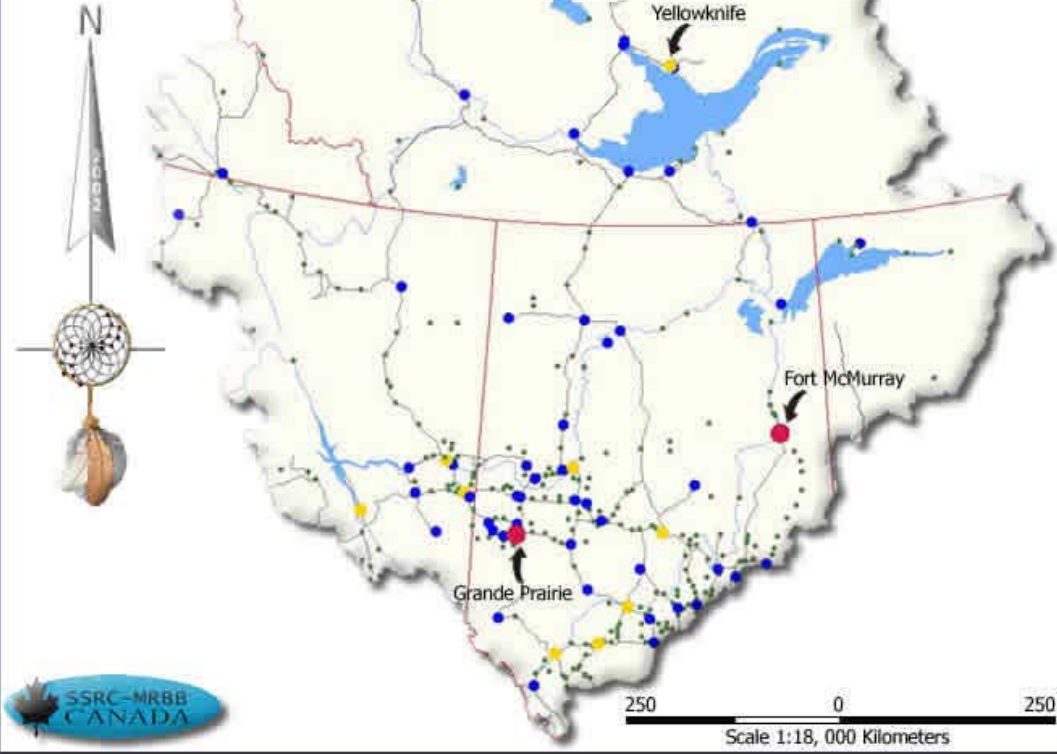 N
Yellowknife
Fort McMurray
Grande Prairie
SSRC-MRBB
CANADA
250 0 250
Scale 1:18, 000 Kilometers